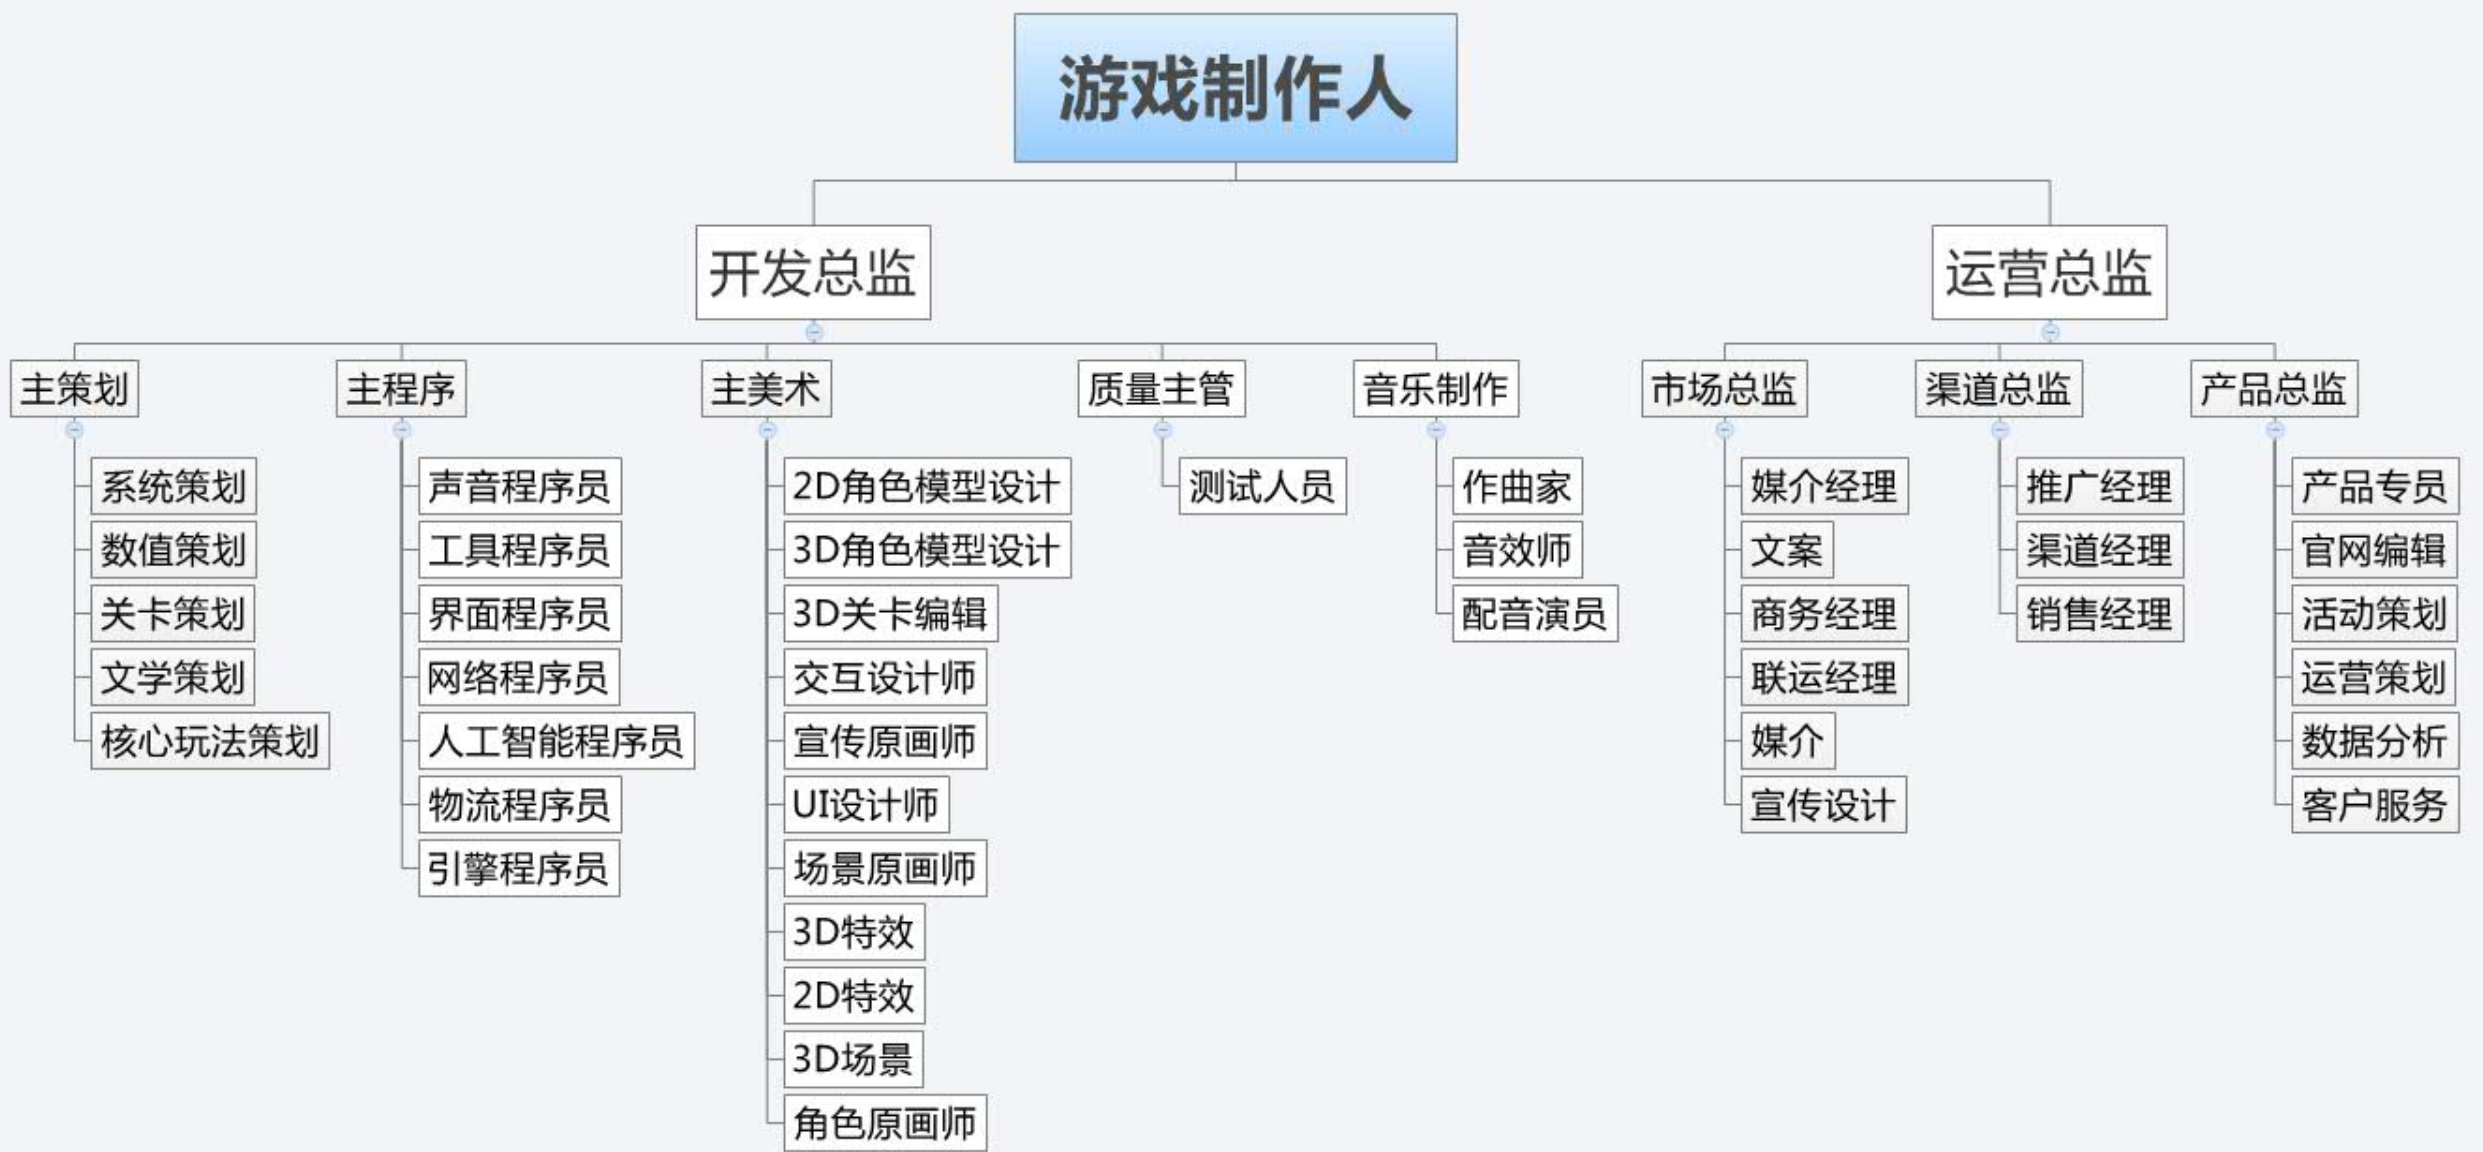 游戏制作人
开发总监
运营总监
主策划
主程序
主美术
质量主管
音乐制作
市场总监
渠道总监
产品总监
系统策划
数值策划
关卡策划
文学策划
核心玩法策划
声音程序员
工具程序员
界面程序员
网络程序员
人工智能程序员
物流程序员
引擎程序员
2D角色模型设计
3D角色模型设计
3D关卡编辑
交互设计师
宣传原画师
UI设计师
场景原画师
3D特效
2D特效
3D场景
角色原画师
测试人员
作曲家
音效师
配音演员
媒介经理
文案
商务经理
联运经理
媒介
宣传设计
推广经理
渠道经理
销售经理
产品专员
官网编辑
活动策划
运营策划
数据分析
客户服务